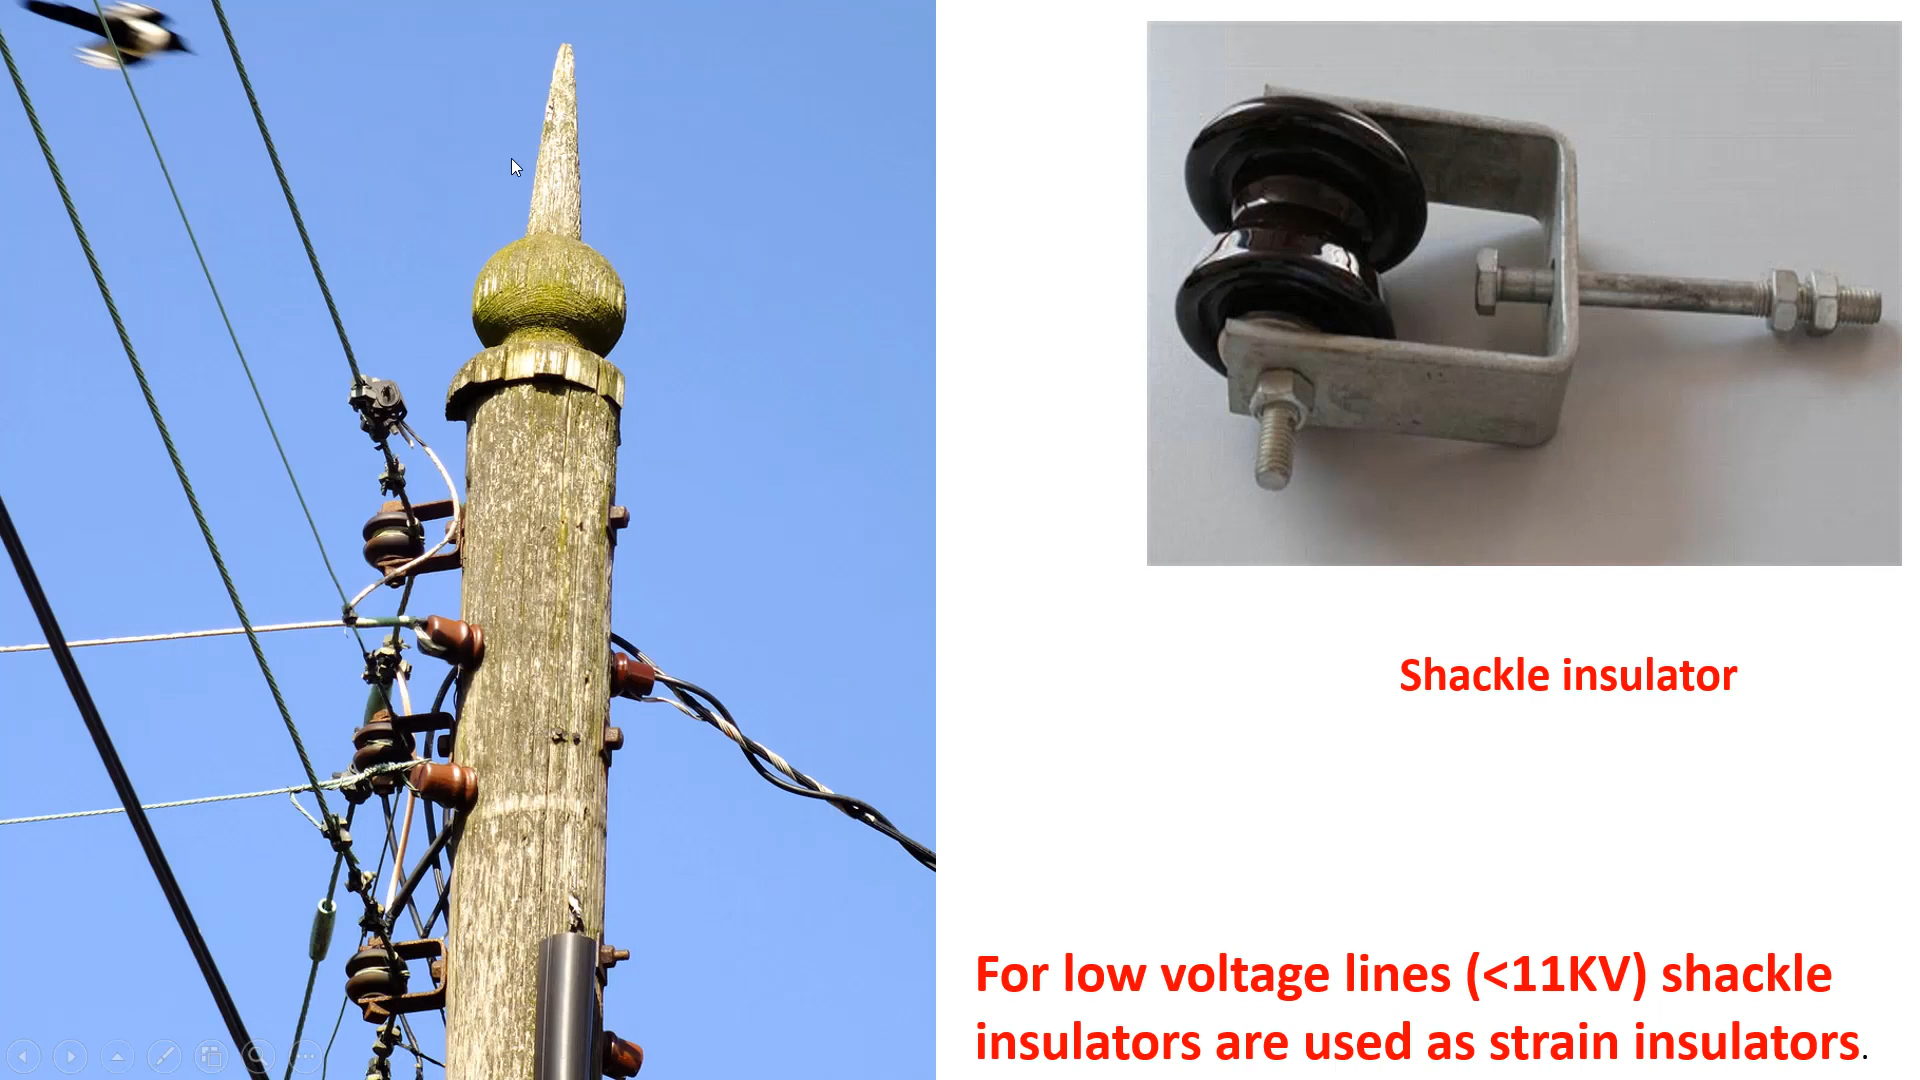 Shackle insulator
For low voltage lines (<11KV) shackle
insulators are used as strain insulators.